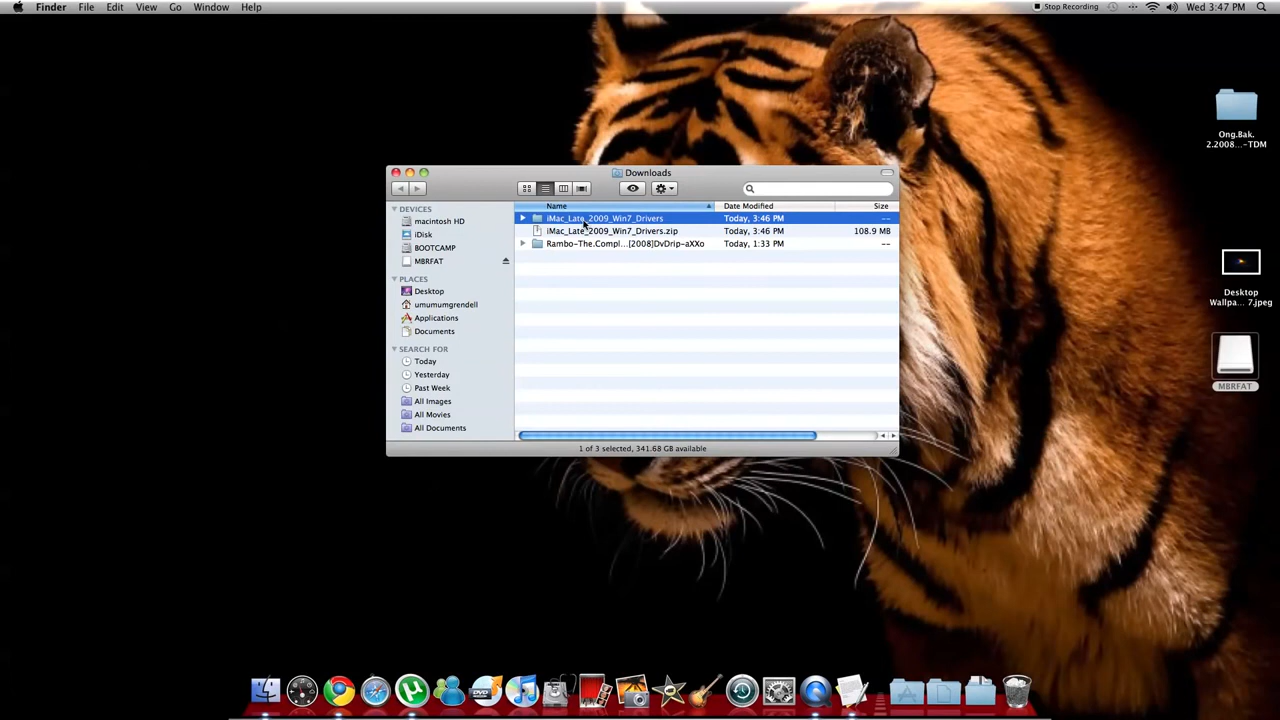 Finder File Edit View Go Window Help
Stop Recording Wed 3:47 PM
Ong.Bak.
2.2008...-TDM
Desktop
Wallpa... 7.jpeg
MBRFAT
Downloads
Name Date Modified Size
iMac_Late_2009_Win7_Drivers Today, 3:46 PM --
iMac_Late_2009_Win7_Drivers.zip Today, 3:46 PM 108.9 MB
Rambo-The.Compl...[2008]DvDrip-aXXo Today, 1:33 PM --
DEVICES
macintosh HD
iDisk
BOOTCAMP
MBRFAT
PLACES
Desktop
umumumgrendell
Applications
Documents
SEARCH FOR
Today
Yesterday
Past Week
All Images
All Movies
All Documents
1 of 3 selected, 341.68 GB available
DVD